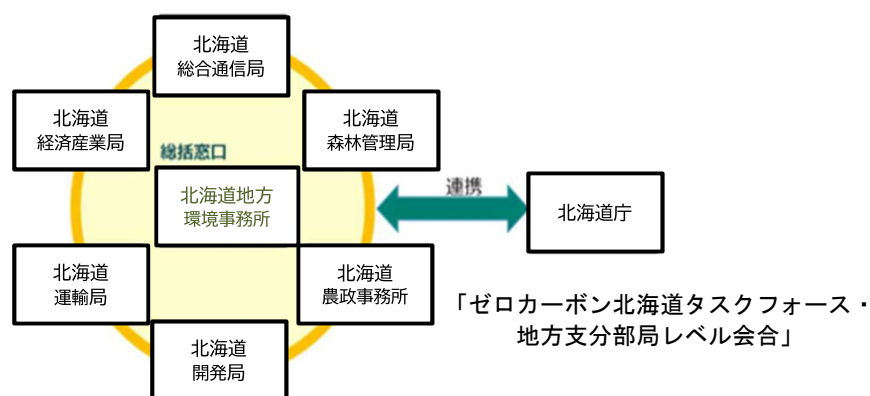 北海道
総合通信局
北海道
経済産業局
北海道
森林管理局
総括窓口
北海道地方
環境事務所
連携
北海道庁
北海道
運輸局
北海道
農政事務所
北海道
開発局
「ゼロカーボン北海道タスクフォース・
地方支分部局レベル会合」